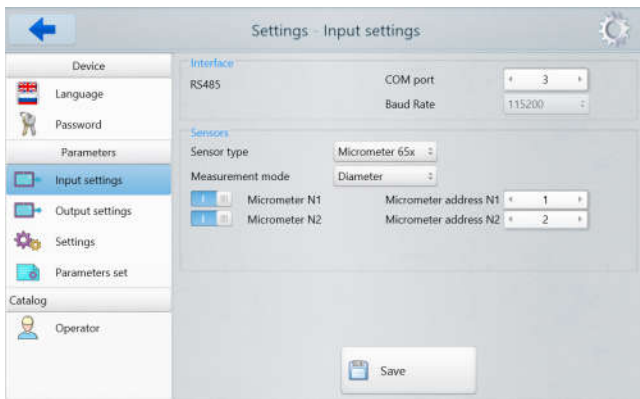 Settings - Input settings
Device
Language
Password
Parameters
Input settings
Output settings
Settings
Parameters set
Catalog
Operator
Interface
RS485
COM port 3
Baud Rate 115200
Sensors
Sensor type Micrometer 65x
Measurement mode Diameter
Micrometer N1 Micrometer address N1 1
Micrometer N2 Micrometer address N2 2
Save